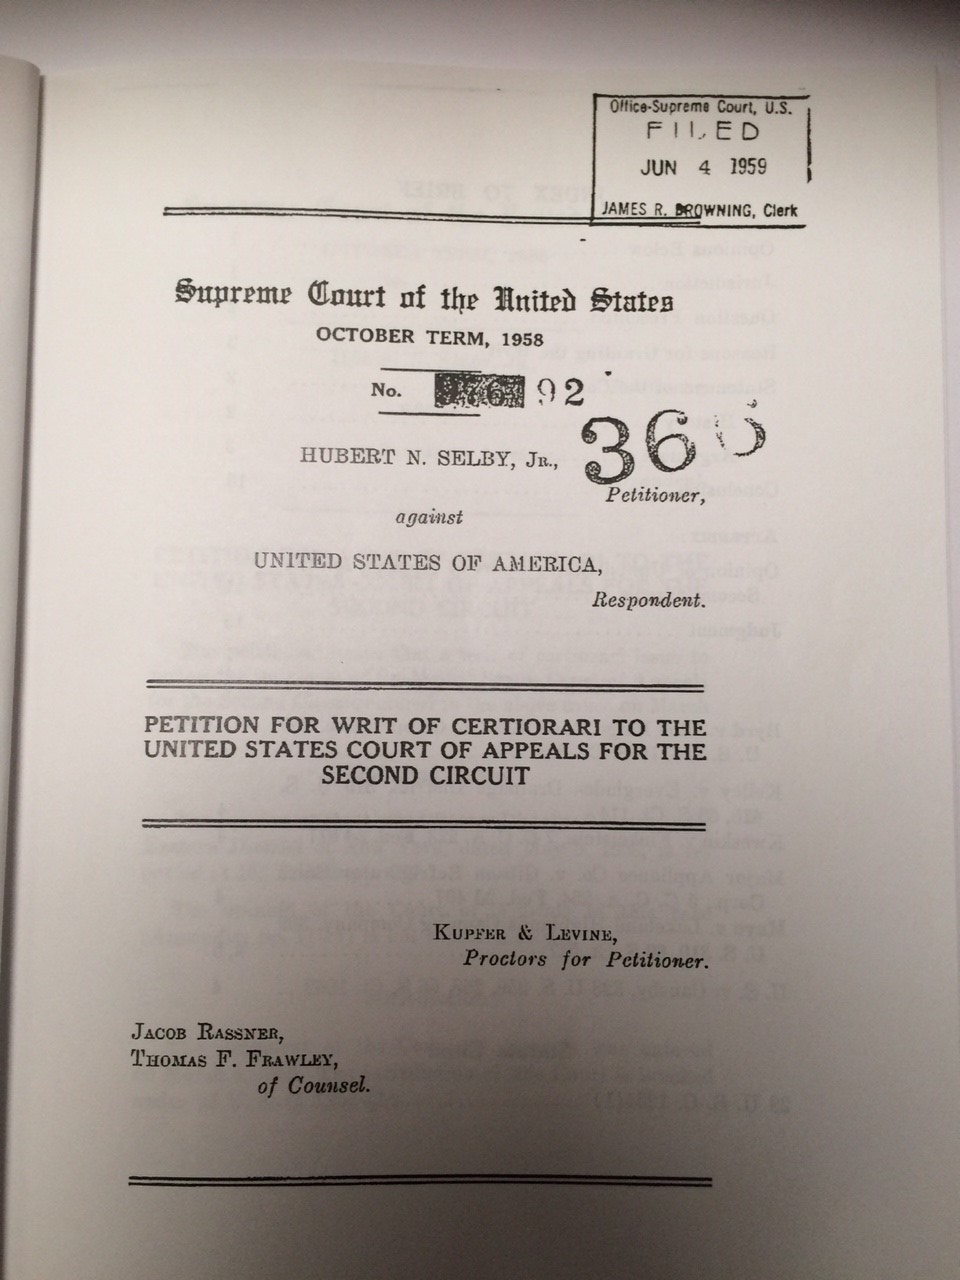 Office-Supreme Court, U.S.
FILED
JUN 4 1959
JAMES R. BROWNING, Clerk
Supreme Court of the United States
OCTOBER TERM, 1958
No. 92
36
HUBERT N. SELBY, JR.,
Petitioner,
against
UNITED STATES OF AMERICA,
Respondent.
PETITION FOR WRIT OF CERTIORARI TO THE
UNITED STATES COURT OF APPEALS FOR THE
SECOND CIRCUIT
KUPFER & LEVINE,
Proctors for Petitioner.
JACOB RASSNER,
THOMAS F. FRAWLEY,
of Counsel.